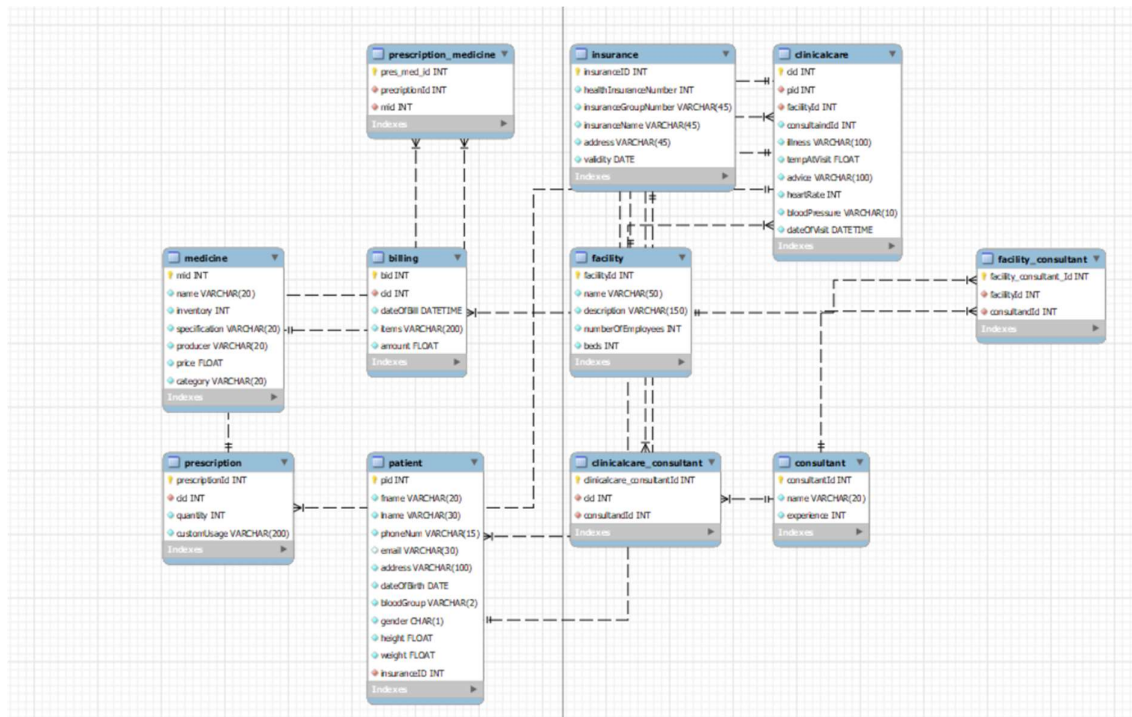 prescription_medicine
pres_med_id INT
precriptionId INT
mid INT
Indexes
insurance
insuranceID INT
healthInsuranceNumber INT
insuranceGroupNumber VARCHAR(45)
insuranceName VARCHAR(45)
address VARCHAR(45)
validity DATE
Indexes
clinicalcare
cid INT
pid INT
facilityId INT
consultaindId INT
illness VARCHAR(100)
tempAtVisit FLOAT
advice VARCHAR(100)
heartRate INT
bloodPressure VARCHAR(10)
dateOfVisit DATETIME
Indexes
medicine
mid INT
name VARCHAR(20)
inventory INT
specification VARCHAR(20)
producer VARCHAR(20)
price FLOAT
category VARCHAR(20)
Indexes
billing
bid INT
cid INT
dateOfBill DATETIME
items VARCHAR(200)
amount FLOAT
Indexes
facility
facilityId INT
name VARCHAR(50)
description VARCHAR(150)
numberOfEmployees INT
beds INT
Indexes
facility_consultant
facility_consultant_Id INT
facilityId INT
consultandId INT
Indexes
prescription
prescriptionId INT
cid INT
quantity INT
customUsage VARCHAR(200)
Indexes
patient
pid INT
fname VARCHAR(20)
lname VARCHAR(30)
phoneNum VARCHAR(15)
email VARCHAR(30)
address VARCHAR(100)
dateOfBirth DATE
bloodGroup VARCHAR(2)
gender CHAR(1)
height FLOAT
weight FLOAT
insuranceID INT
Indexes
clinicalcare_consultant
clinicalcare_consultantId INT
cid INT
consultandId INT
Indexes
consultant
consultantId INT
name VARCHAR(20)
experience INT
Indexes